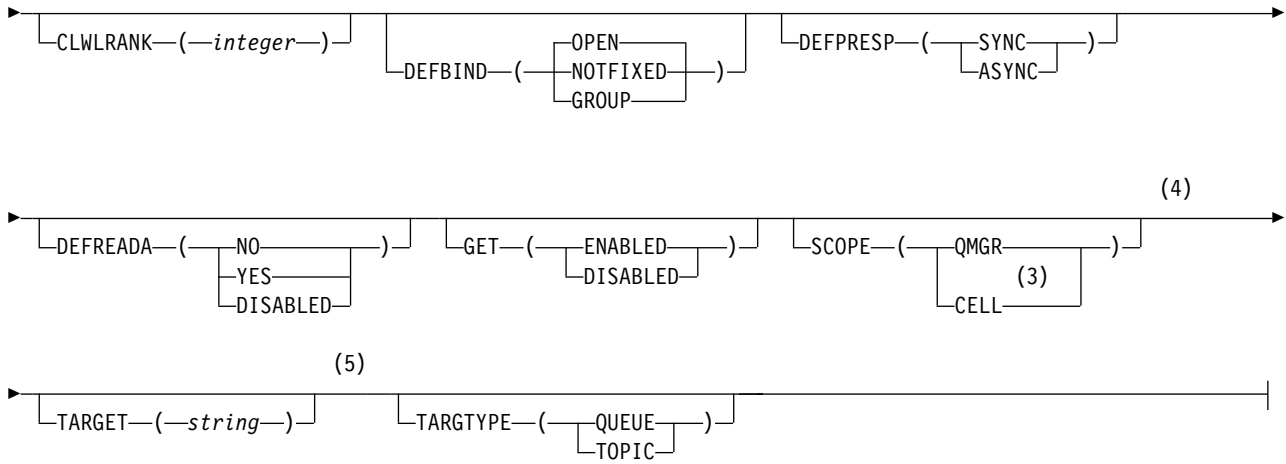 CLWLRANK ( integer )
DEFBIND ( OPEN NOTFIXED GROUP )
DEFPRESP ( SYNC ASYNC )
(4)
DEFREADA ( NO YES DISABLED )
GET ( ENABLED DISABLED )
SCOPE ( QMGR (3) CELL )
(5)
TARGET ( string )
TARGTYPE ( QUEUE TOPIC )